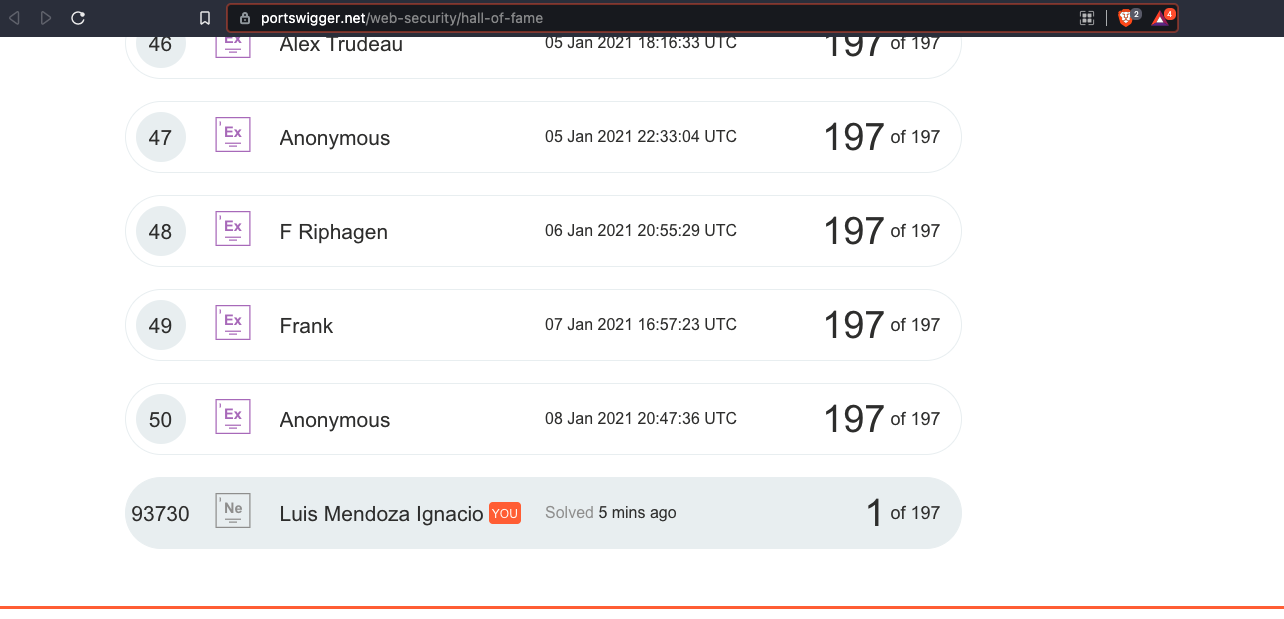 portswigger.net/web-security/hall-of-fame 2 4
46 Ex Alex Trudeau 05 Jan 2021 18:16:33 UTC 197 of 197
47 Ex Anonymous 05 Jan 2021 22:33:04 UTC 197 of 197
48 Ex F Riphagen 06 Jan 2021 20:55:29 UTC 197 of 197
49 Ex Frank 07 Jan 2021 16:57:23 UTC 197 of 197
50 Ex Anonymous 08 Jan 2021 20:47:36 UTC 197 of 197
93730 Ne Luis Mendoza Ignacio YOU Solved 5 mins ago 1 of 197